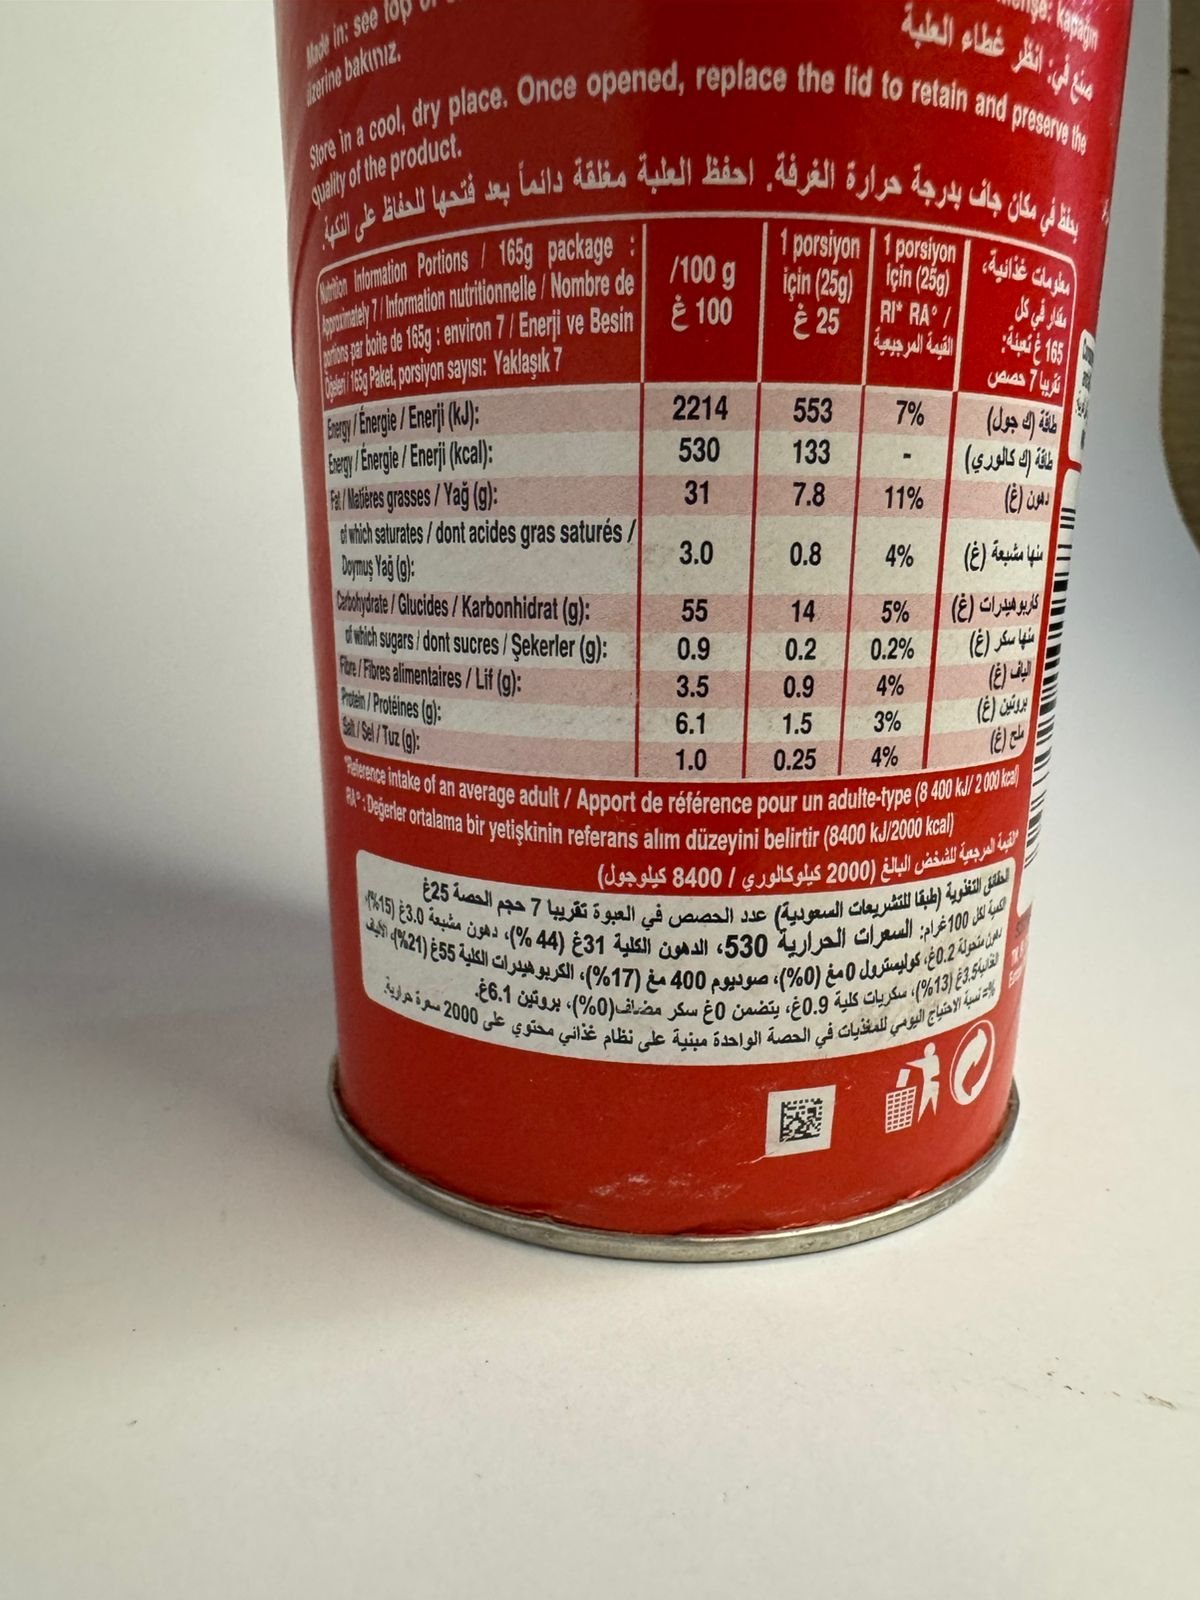 Made in: see top of
üzerine bakınız.
kapağın
صنع في: انظر غطاء العلبة
Store in a cool, dry place. Once opened, replace the lid to retain and preserve the
quality of the product.
يحفظ في مكان جاف بدرجة حرارة الغرفة. احفظ العلبة مغلقة دائماً بعد فتحها للحفاظ على النكهة.
Nutrition Information Portions / 165g package :
Approximately 7 / Information nutritionnelle / Nombre de
portions par boîte de 165g : environ 7 / Enerji ve Besin
Öğeleri / 165g Paket, porsiyon sayısı: Yaklaşık 7
/100 g
100 غ
1 porsiyon
için (25g)
25 غ
1 porsiyon
için (25g)
RI* RA° /
القيمة المرجيعية
معلومات غذائية،
مقدار في كل
165 غ تعبئة:
تقريبا 7 حصص
Energy / Énergie / Enerji (kJ): 2214 553 7% طاقة (ك جول)
Energy / Énergie / Enerji (kcal): 530 133 - طاقة (ك كالوري)
Fat / Matières grasses / Yağ (g): 31 7.8 11% دهون (غ)
of which saturates / dont acides gras saturés /
Doymuş Yağ (g): 3.0 0.8 4% منها مشبعة (غ)
Carbohydrate / Glucides / Karbonhidrat (g): 55 14 5% كاربوهيدرات (غ)
of which sugars / dont sucres / Şekerler (g): 0.9 0.2 0.2% منها سكر (غ)
Fibre / Fibres alimentaires / Lif (g): 3.5 0.9 4% الياف (غ)
Protein / Protéines (g): 6.1 1.5 3% بروتين (غ)
Salt / Sel / Tuz (g): 1.0 0.25 4% ملح (غ)
*Reference intake of an average adult / Apport de référence pour un adulte-type (8 400 kJ/ 2 000 kcal)
RA° : Değerler ortalama bir yetişkinin referans alım düzeyini belirtir (8400 kJ/2000 kcal)
*القيمة المرجعية للشخص البالغ (2000 كيلوكالوري / 8400 كيلوجول)
الحقائق التغذوية (طبقا للتشريعات السعودية) عدد الحصص في العبوة تقريبا 7 حجم الحصة 25غ
الكمية لكل 100غرام: السعرات الحرارية 530، الدهون الكلية 31غ (44 %)، دهون مشبعة 3.0غ (15%)،
دهون متحولة 0.2غ، كوليسترول 0مغ (0%)، صوديوم 400 مغ (17%)، الكربوهيدرات الكلية 55غ (21%)، الألياف
الغذائية3.5غ (13%)، سكريات كلية 0.9غ، يتضمن 0غ سكر مضاف(0%)، بروتين 6.1غ.
%= نسبة الاحتياج اليومي للمغذيات في الحصة الواحدة مبنية على نظام غذائي محتوي على 2000 سعرة حرارية.